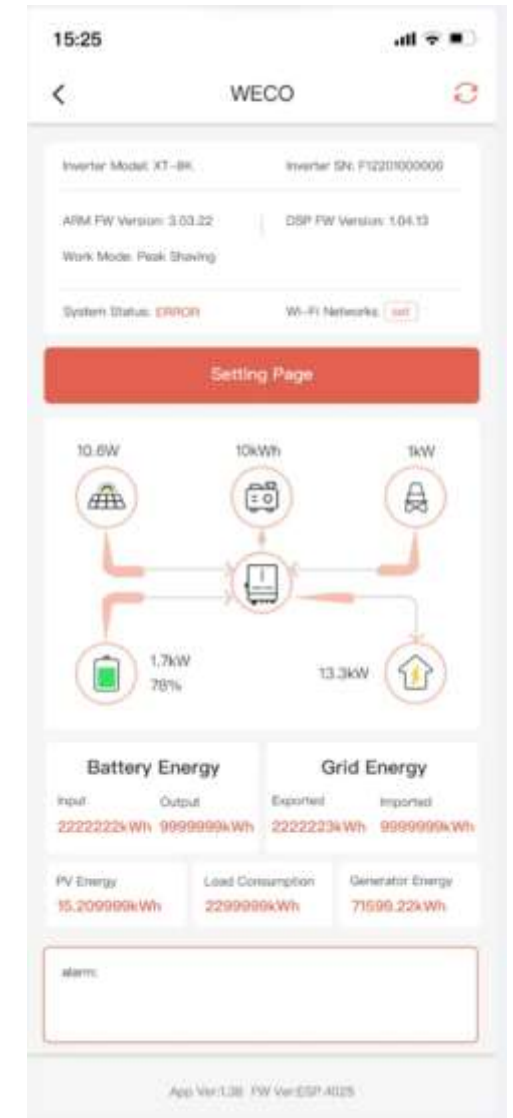 15:25
WECO
Inverter Model: XT-8K Inverter SN: F12201000000
ARM FW Version: 3.03.22 DSP FW Version: 1.04.13
Work Mode: Peak Shaving
System Status: ERROR Wi-Fi Networks: set
Setting Page
10.6W 10kWh 1kW
1.7kW
78% 13.3kW
Battery Energy Grid Energy
Input Output Exported Imported
2222222kWh 9999999kWh 2222223kWh 9999999kWh
PV Energy Load Consumption Generator Energy
15.209999kWh 2299999kWh 71599.22kWh
alarm:
App Ver:1.38 FW Ver:ESP.4025